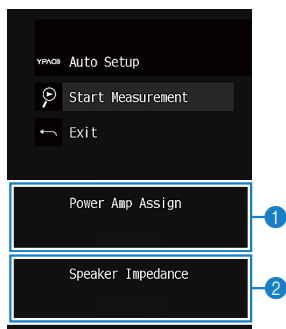 YPAO Auto Setup
Start Measurement
Exit
Power Amp Assign
1
Speaker Impedance
2